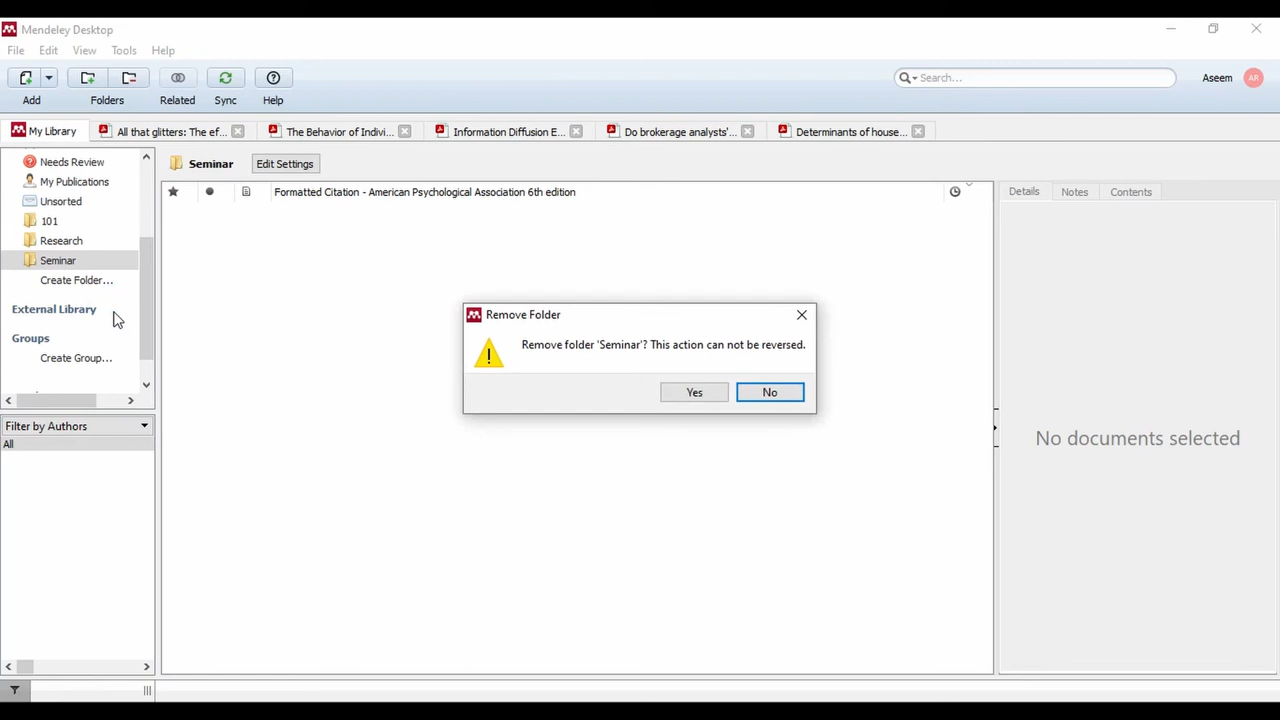 Mendeley Desktop
File Edit View Tools Help
Search...
Aseem AR
Add Folders Related Sync Help
My Library All that glitters: The ef... The Behavior of Indivi... Information Diffusion E... Do brokerage analysts'... Determinants of house...
Needs Review
My Publications
Unsorted
101
Research
Seminar
Create Folder...
External Library
Groups
Create Group...
Filter by Authors
All
Seminar Edit Settings
Formatted Citation - American Psychological Association 6th edition
Remove Folder
Remove folder 'Seminar'? This action can not be reversed.
Yes No
Details Notes Contents
No documents selected